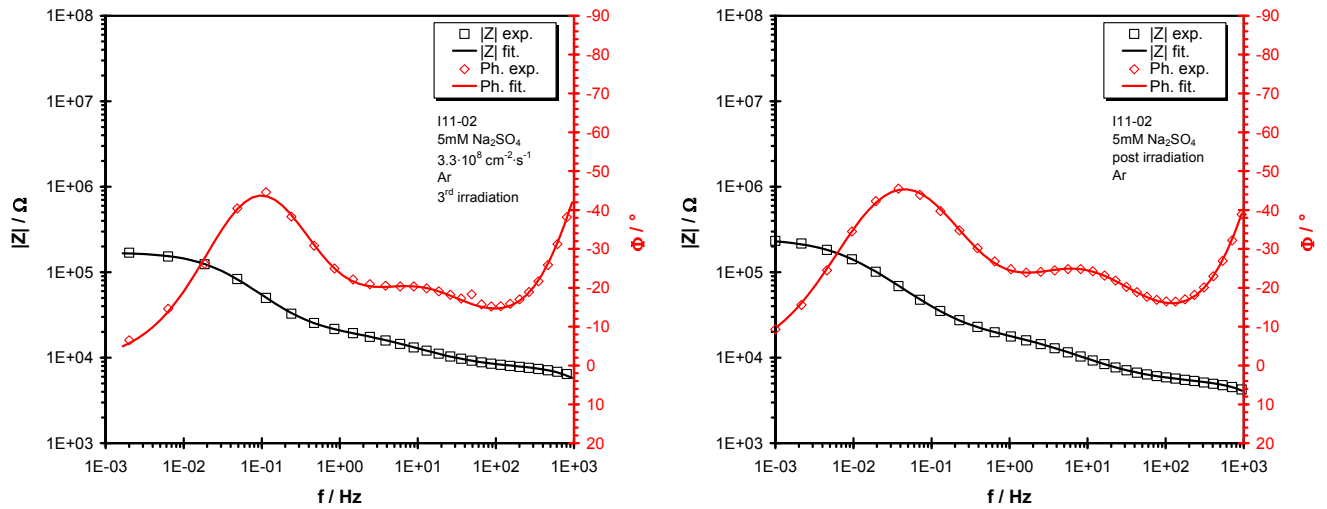 |Z| exp.
|Z| fit.
Ph. exp.
Ph. fit.
I11-02
5mM Na₂SO₄
3.3·10⁸ cm⁻²·s⁻¹
Ar
3ʳᵈ irradiation
1E+08
1E+07
1E+06
1E+05
1E+04
1E+03
|Z| / Ω
-90
-80
-70
-60
-50
-40
-30
-20
-10
0
10
20
Φ / °
1E-03 1E-02 1E-01 1E+00 1E+01 1E+02 1E+03
f / Hz
|Z| exp.
|Z| fit.
Ph. exp.
Ph. fit.
I11-02
5mM Na₂SO₄
post irradiation
Ar
1E+08
1E+07
1E+06
1E+05
1E+04
1E+03
|Z| / Ω
-90
-80
-70
-60
-50
-40
-30
-20
-10
0
10
20
Φ / °
1E-03 1E-02 1E-01 1E+00 1E+01 1E+02 1E+03
f / Hz